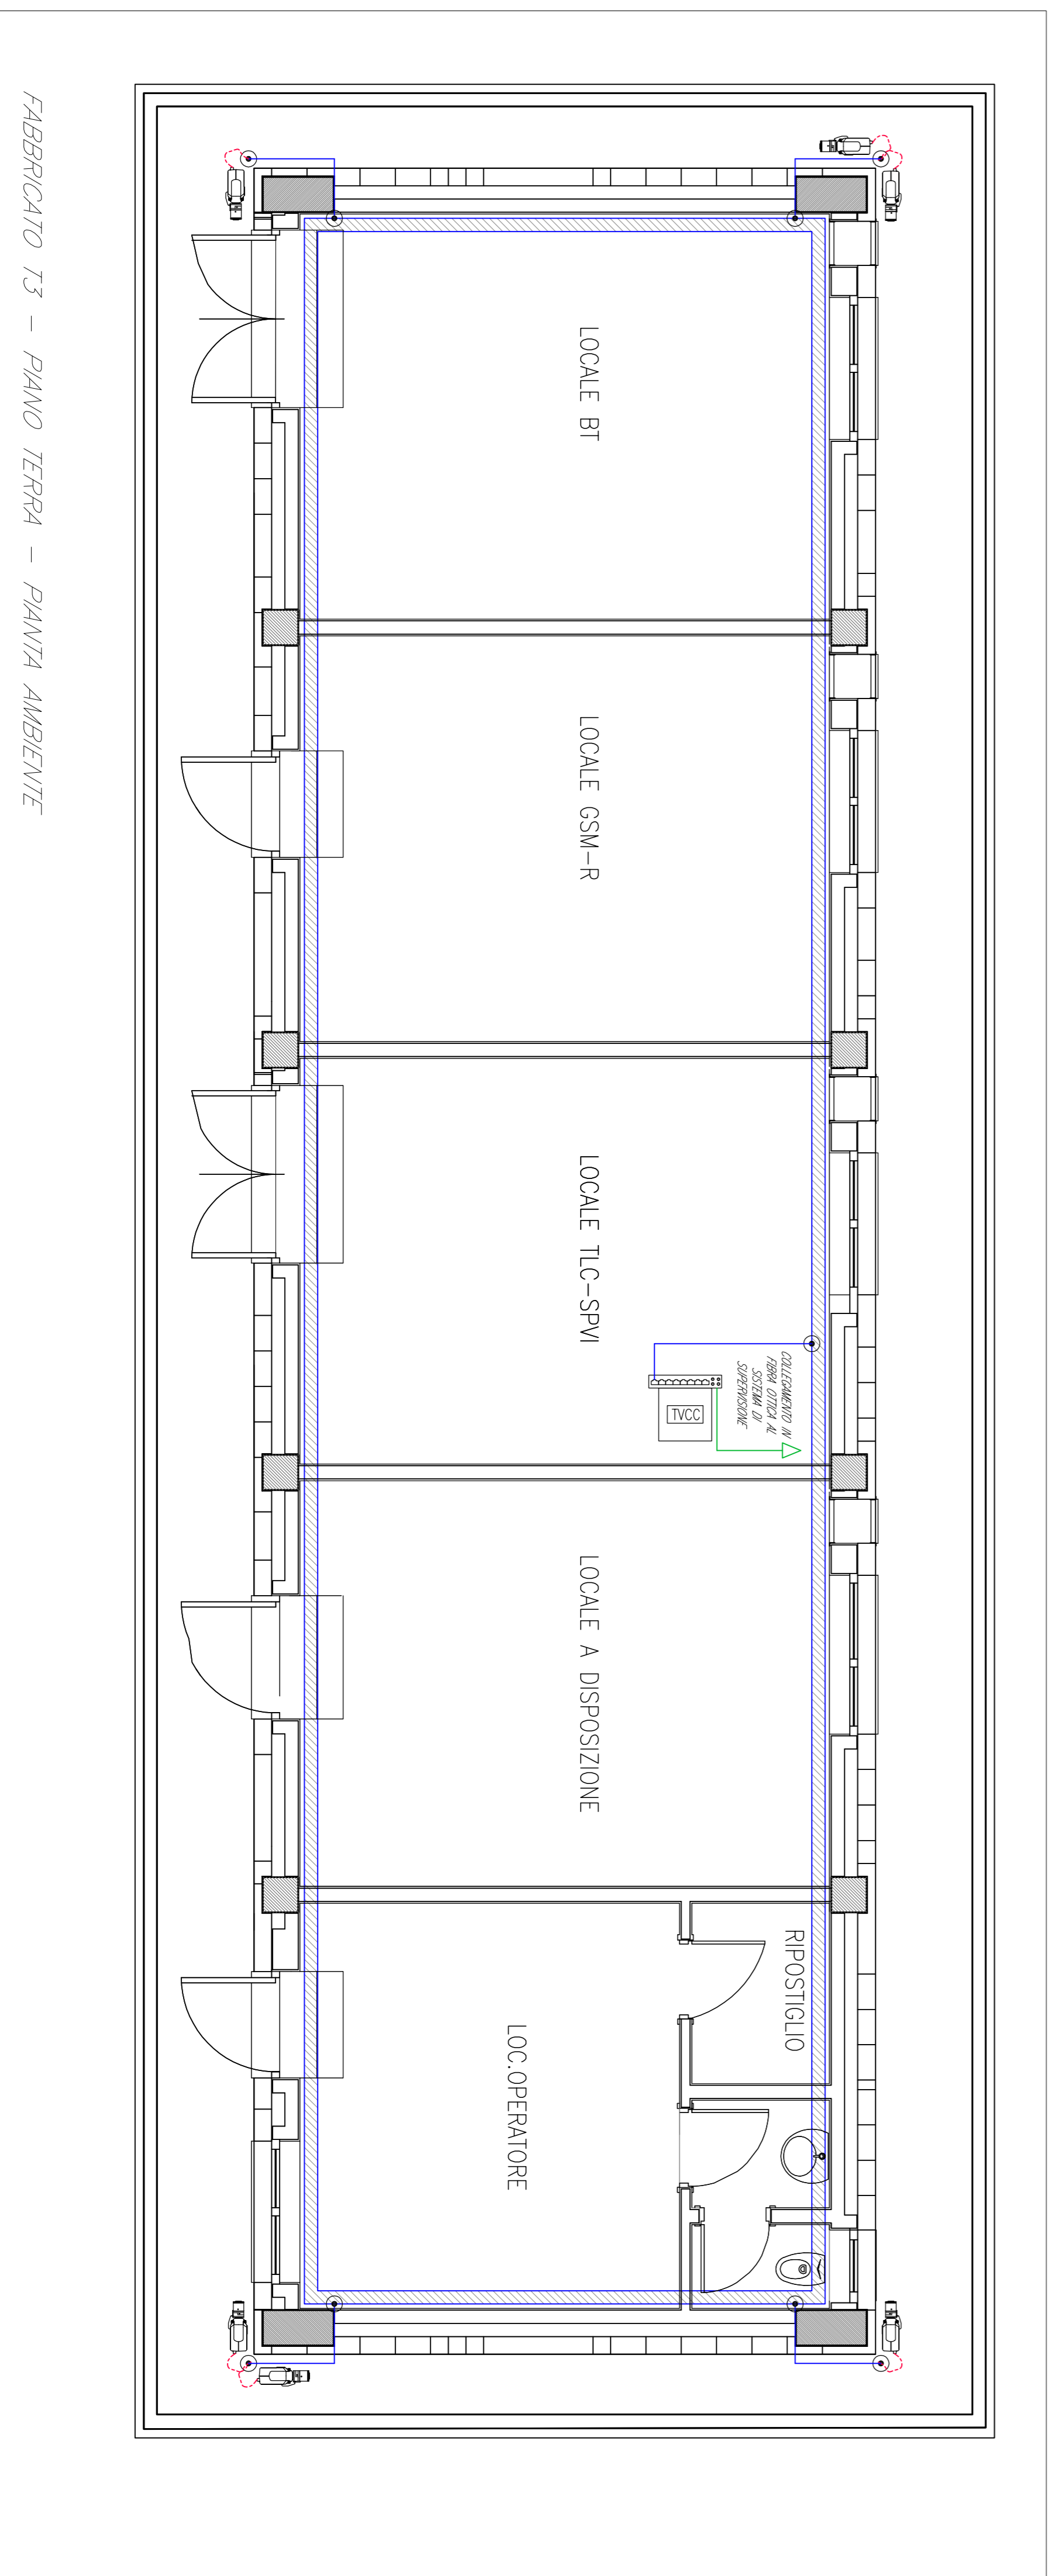 LOCALE BT
LOCALE GSM-R
LOCALE TLC-SPVI
COLLEGAMENTO IN
FIBRA OTTICA AL
SISTEMA DI
SUPERVISIONE
TVCC
LOCALE A DISPOSIZIONE
RIPOSTIGLIO
LOC.OPERATORE
FABBRICATO T3 - PIANO TERRA - PIANTA AMBIENTE